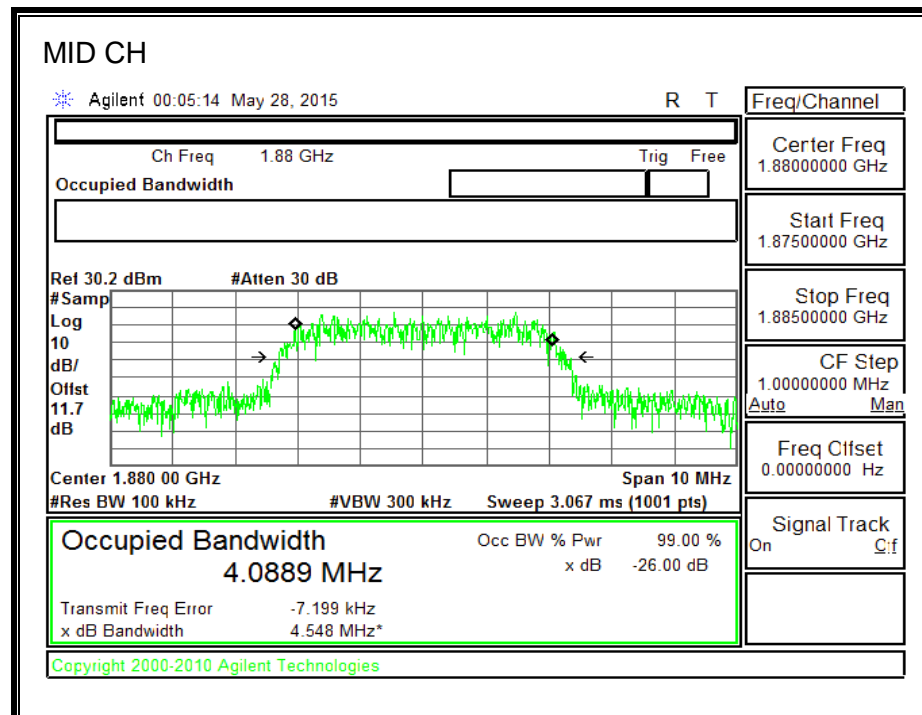 MID CH
Agilent 00:05:14 May 28, 2015 R T
Freq/Channel
Ch Freq 1.88 GHz Trig Free
Occupied Bandwidth
Center Freq
1.88000000 GHz
Start Freq
1.87500000 GHz
Stop Freq
1.88500000 GHz
CF Step
1.00000000 MHz
Auto Man
Freq Offset
0.00000000 Hz
Signal Track
On Off
Ref 30.2 dBm #Atten 30 dB
#Samp
Log
10
dB/
Offst
11.7
dB
Center 1.880 00 GHz Span 10 MHz
#Res BW 100 kHz #VBW 300 kHz Sweep 3.067 ms (1001 pts)
Occupied Bandwidth Occ BW % Pwr 99.00 %
4.0889 MHz x dB -26.00 dB
Transmit Freq Error -7.199 kHz
x dB Bandwidth 4.548 MHz*
Copyright 2000-2010 Agilent Technologies